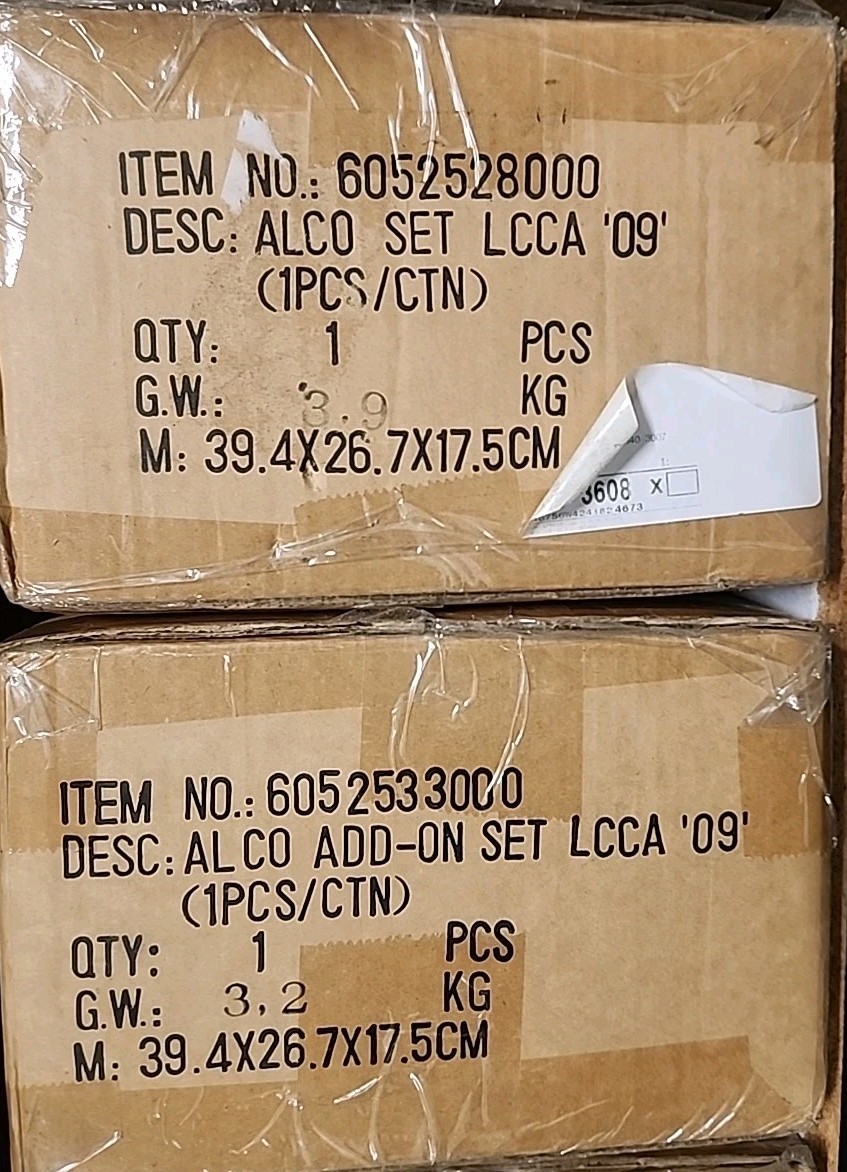 ITEM NO.: 6052528000
DESC: ALCO SET LCCA '09'
(1PCS/CTN)
QTY: 1 PCS
G.W.: 3.9 KG
M: 39.4X26.7X17.5CM
3608 X
ITEM NO.: 6052533000
DESC: ALCO ADD-ON SET LCCA '09'
(1PCS/CTN)
QTY: 1 PCS
G.W.: 3,2 KG
M: 39.4X26.7X17.5CM